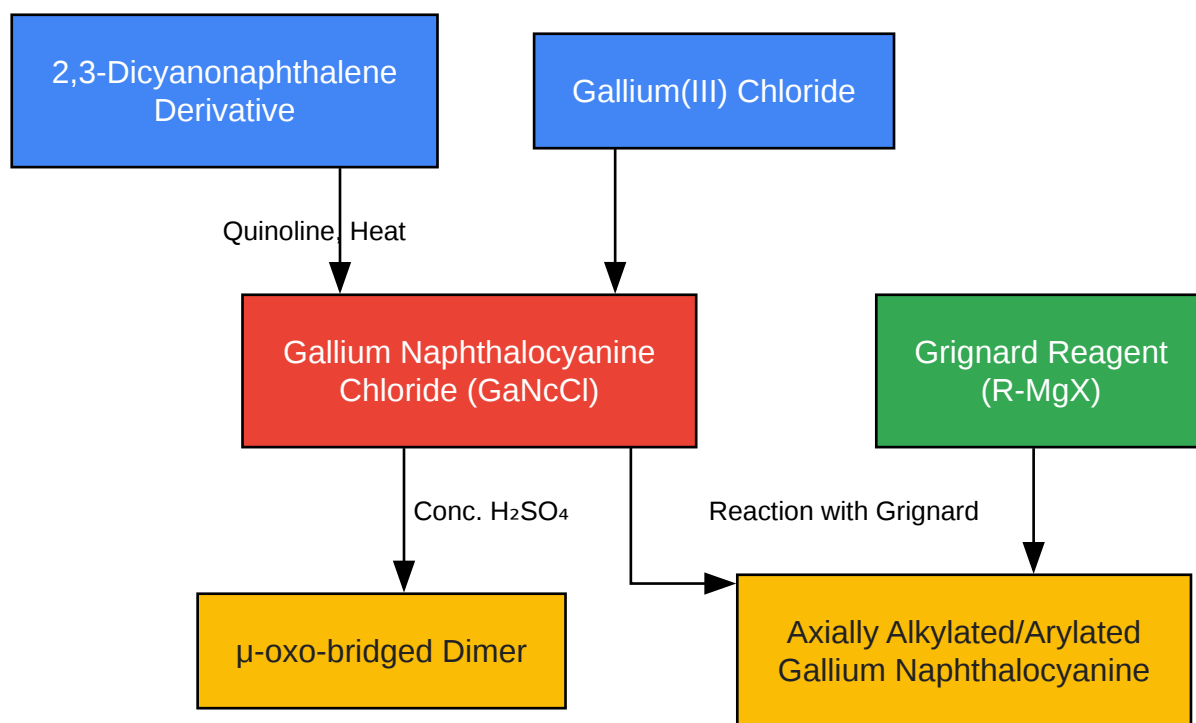 2,3-Dicyanonaphthalene
Derivative
Gallium(III) Chloride
Quinoline, Heat
Gallium Naphthalocyanine
Chloride (GaNcCl)
Grignard Reagent
(R-MgX)
Conc. H₂SO₄
Reaction with Grignard
μ-oxo-bridged Dimer
Axially Alkylated/Arylated
Gallium Naphthalocyanine